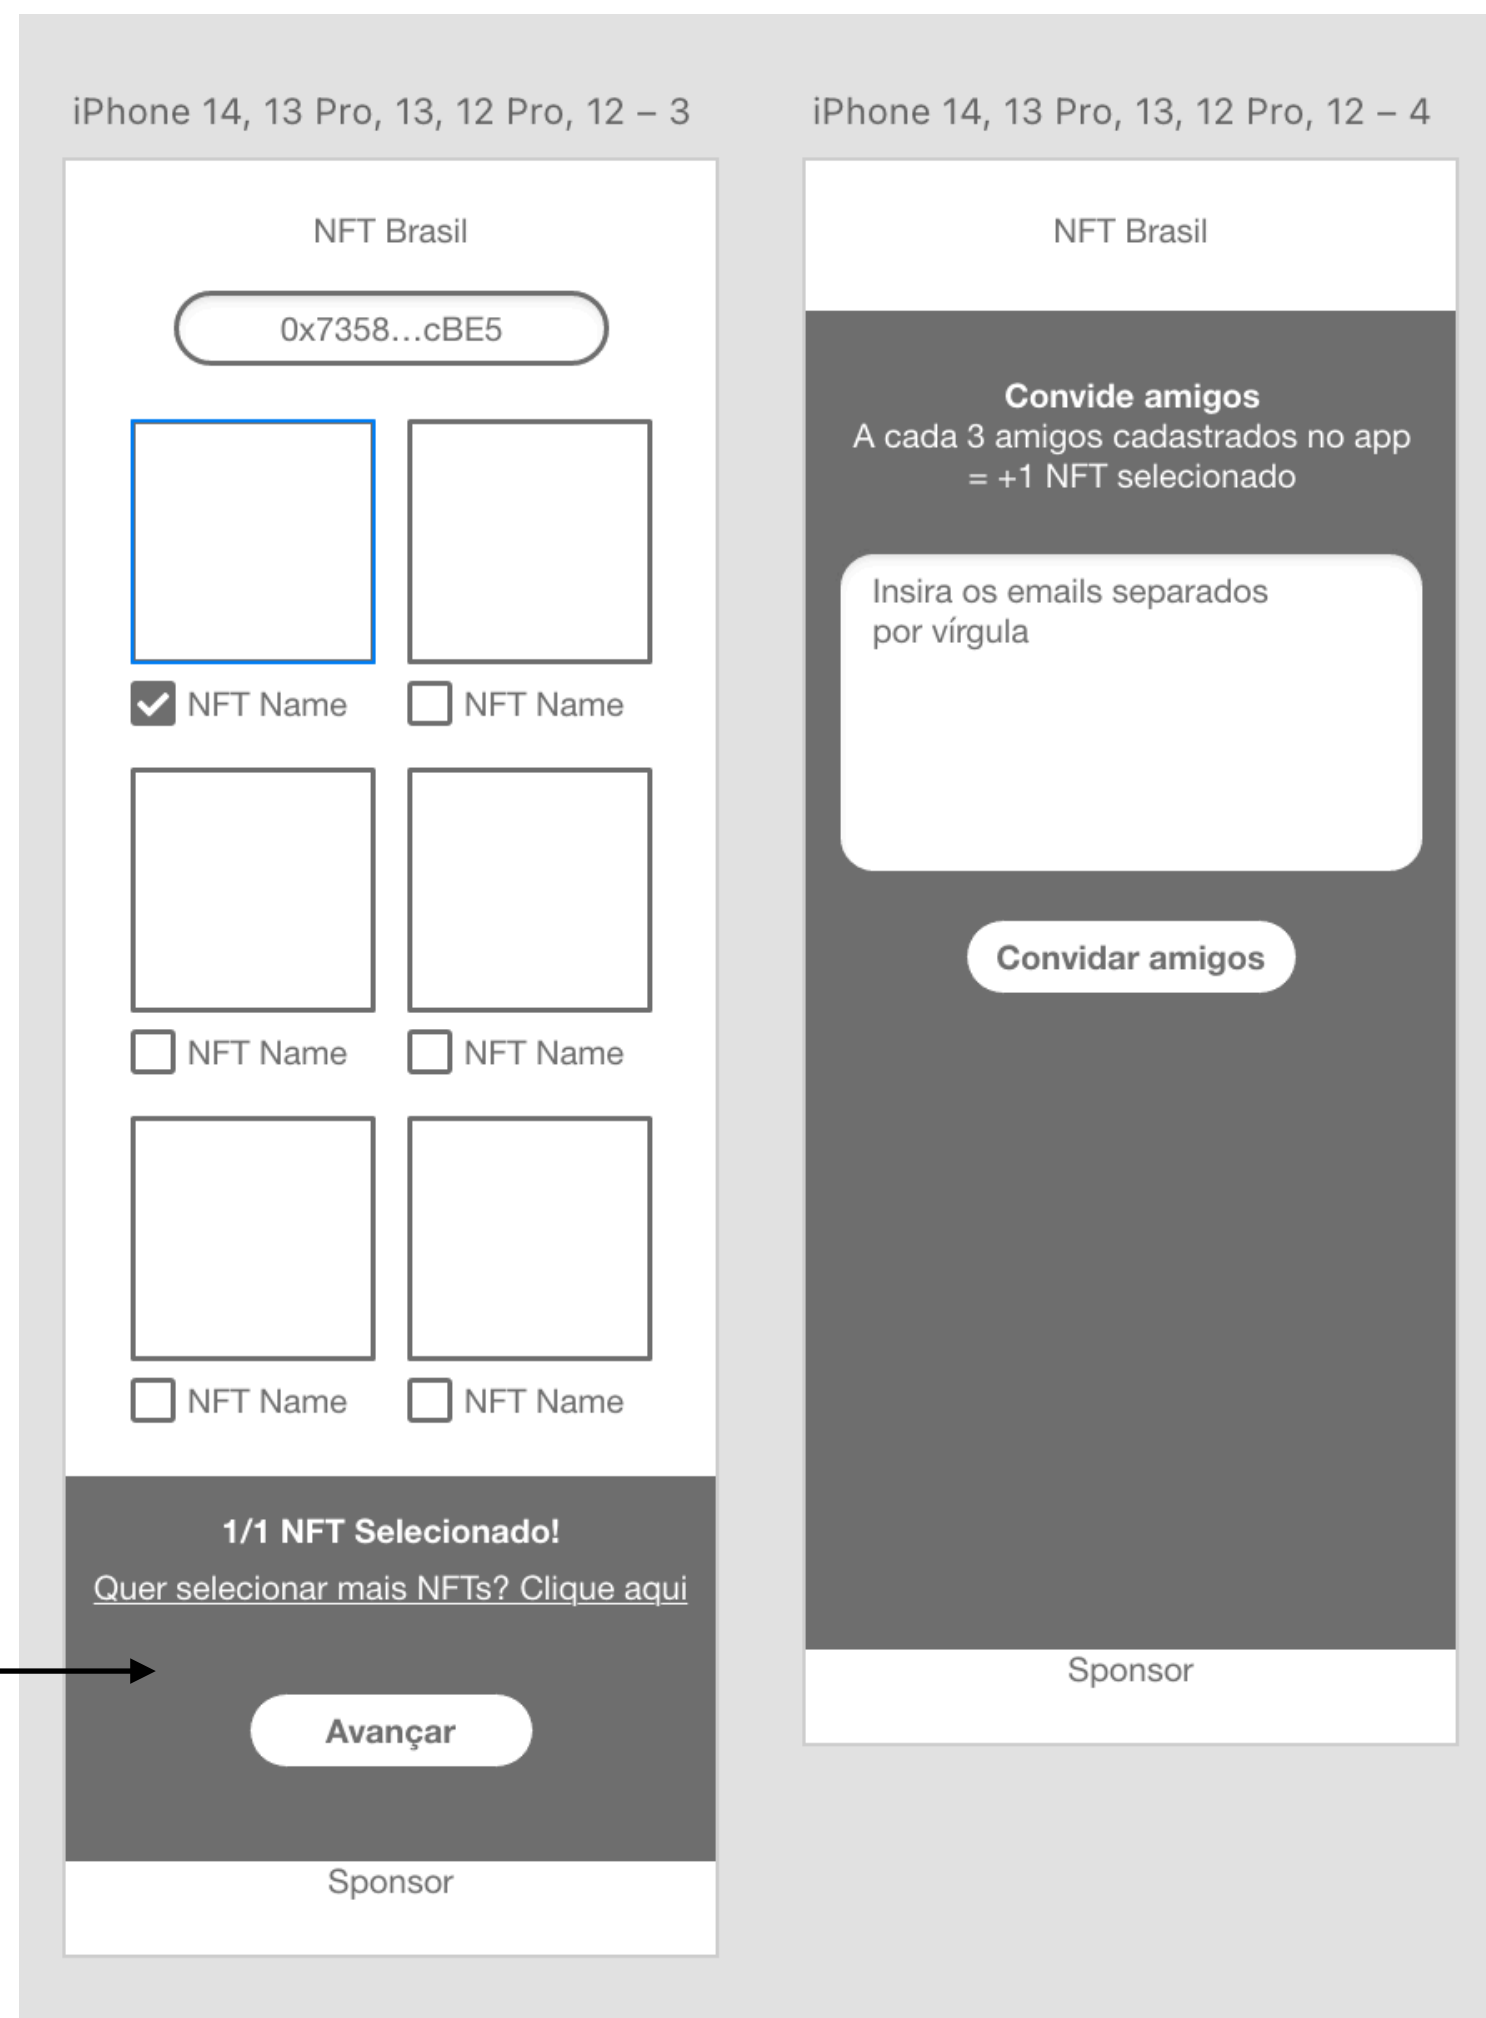 iPhone 14, 13 Pro, 13, 12 Pro, 12 – 3
NFT Brasil
0x7358...cBE5
NFT Name
NFT Name
NFT Name
NFT Name
NFT Name
NFT Name
1/1 NFT Selecionado!
Quer selecionar mais NFTs? Clique aqui
Avançar
Sponsor
iPhone 14, 13 Pro, 13, 12 Pro, 12 – 4
NFT Brasil
Convide amigos
A cada 3 amigos cadastrados no app
= +1 NFT selecionado
Insira os emails separados
por vírgula
Convidar amigos
Sponsor